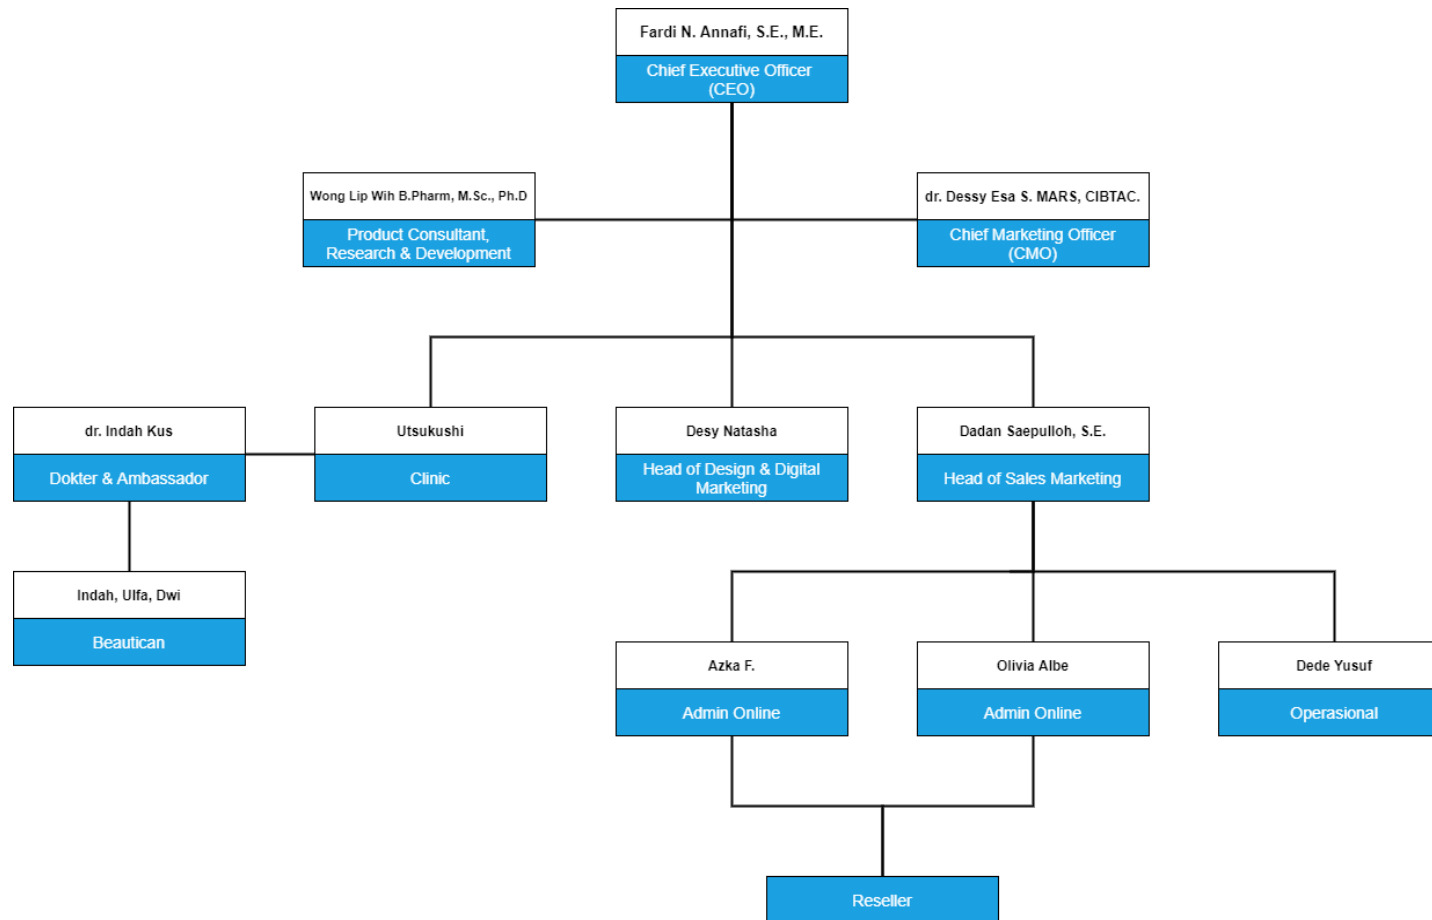 Fardi N. Annafi, S.E., M.E.
Chief Executive Officer
(CEO)
Wong Lip Wih B.Pharm, M.Sc., Ph.D
Product Consultant,
Research & Development
dr. Dessy Esa S. MARS, CIBTAC.
Chief Marketing Officer
(CMO)
dr. Indah Kus
Dokter & Ambassador
Utsukushi
Clinic
Desy Natasha
Head of Design & Digital
Marketing
Dadan Saepulloh, S.E.
Head of Sales Marketing
Indah, Ulfa, Dwi
Beautican
Azka F.
Admin Online
Olivia Albe
Admin Online
Dede Yusuf
Operasional
Reseller